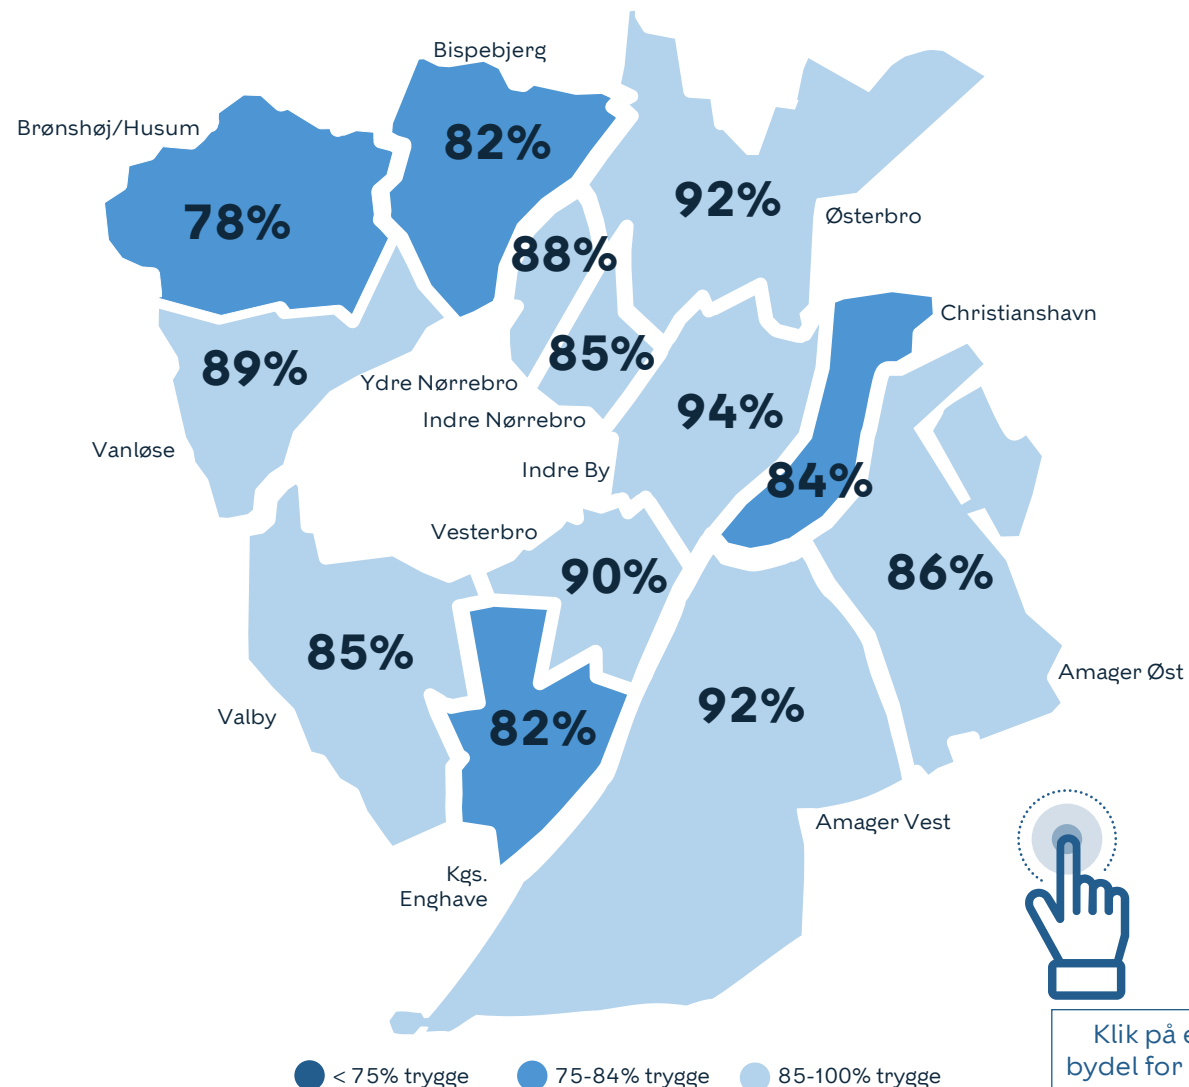 Bispebjerg
Brønshøj/Husum
82%
78%
92%
Østerbro
88%
Christianshavn
85%
89%
Ydre Nørrebro
94%
Indre Nørrebro
Vanløse
Indre By
84%
Vesterbro
90%
86%
85%
Amager Øst
92%
Valby
82%
Amager Vest
Kgs.
Enghave
Klik på
bydel for
< 75% trygge
75-84% trygge
85-100% trygge